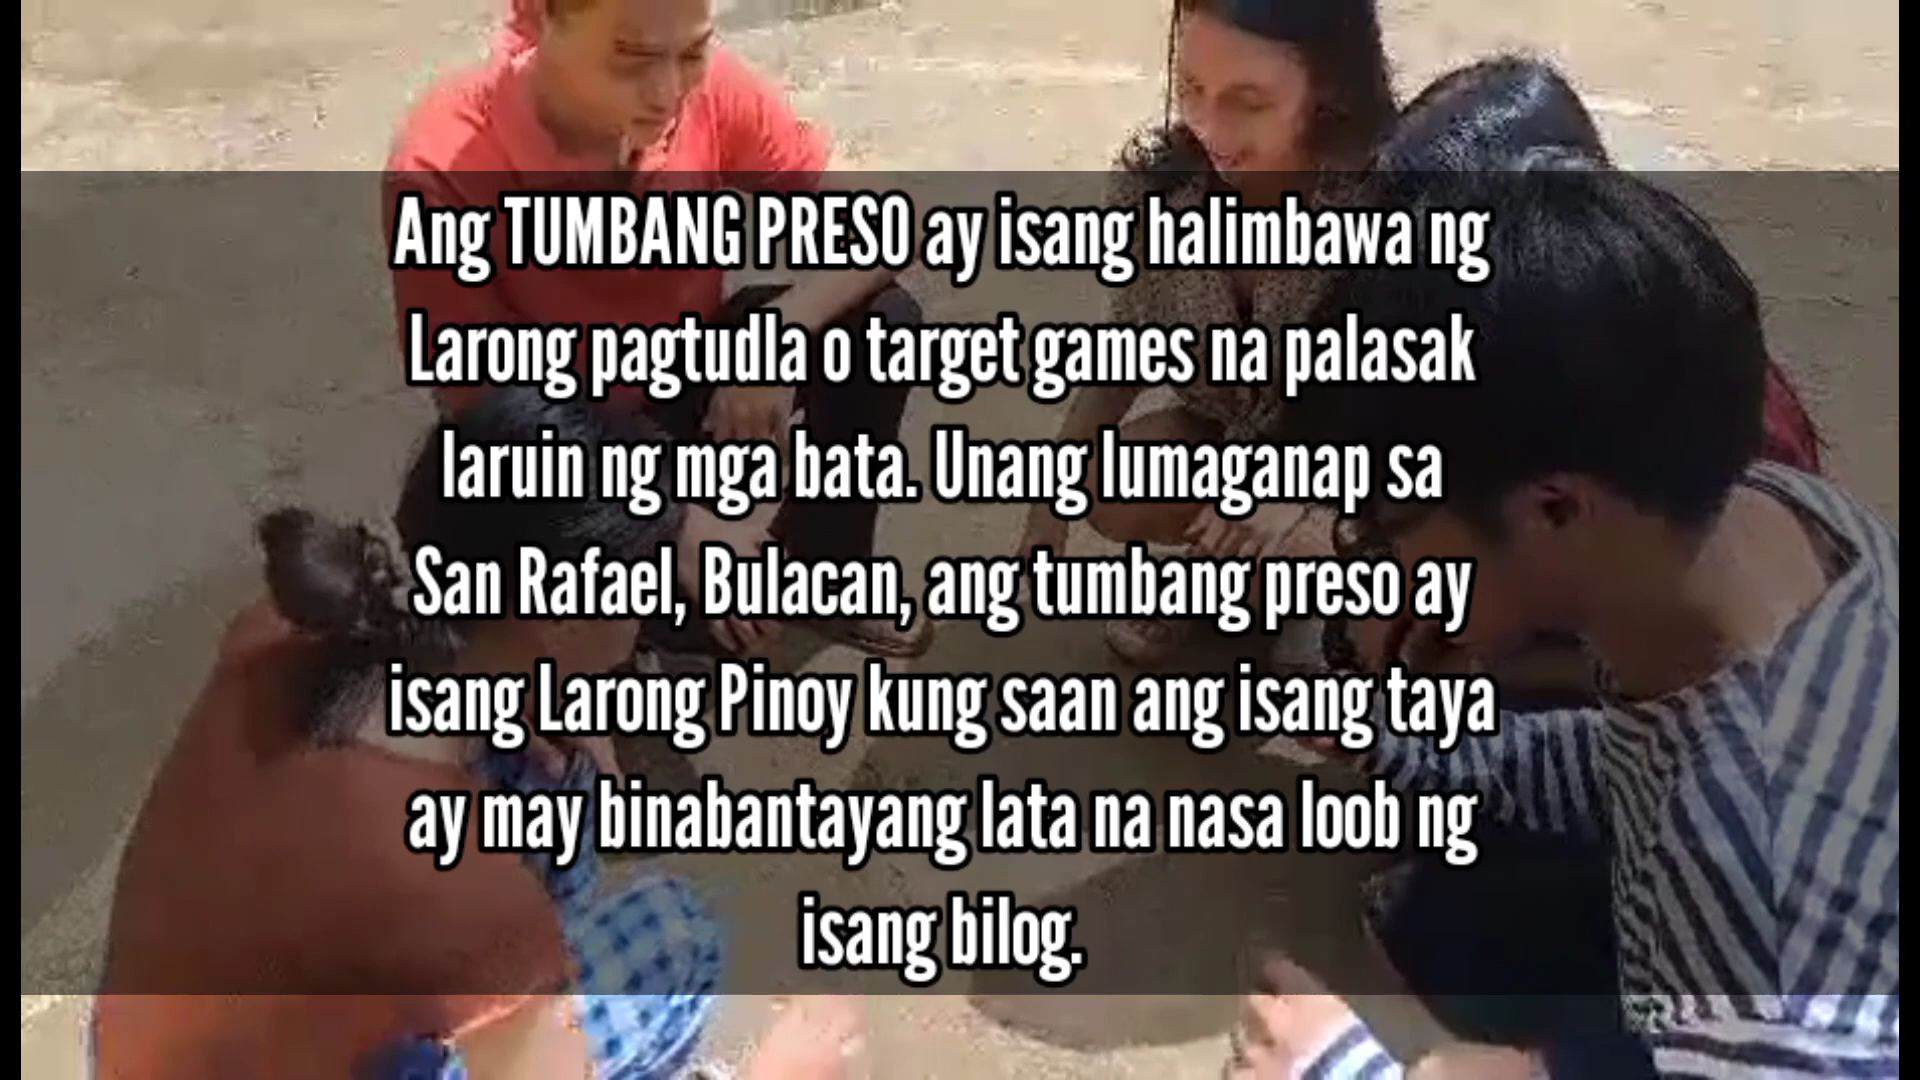 Ang TUMBANG PRESO ay isang halimbawa ng
Larong pagtudla o target games na palasak
laruin ng mga bata. Unang lumaganap sa
San Rafael, Bulacan, ang tumbang preso ay
isang Larong Pinoy kung saan ang isang taya
ay may binabantayang lata na nasa loob ng
isang bilog.